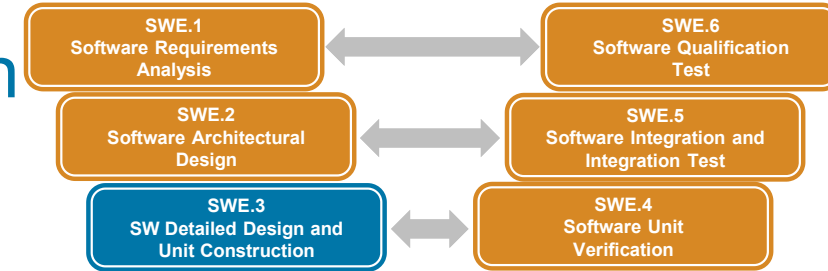 SWE.1
Software Requirements
Analysis
SWE.6
Software Qualification
Test
n
SWE.2
Software Architectural
Design
SWE.5
Software Integration and
Integration Test
SWE.3
SW Detailed Design and
Unit Construction
SWE.4
Software Unit
Verification